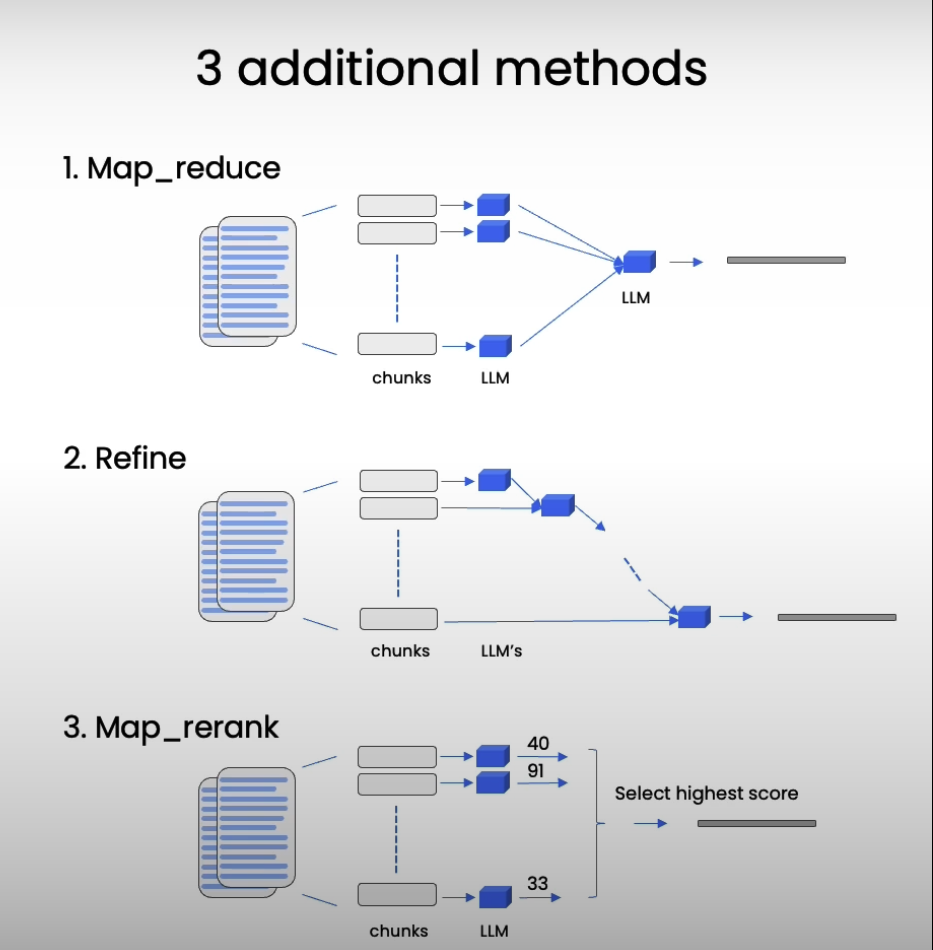 3 additional methods
1. Map_reduce
LLM
chunks
LLM
2. Refine
chunks
LLM's
3. Map_rerank
40
91
Select highest score
33
chunks
LLM